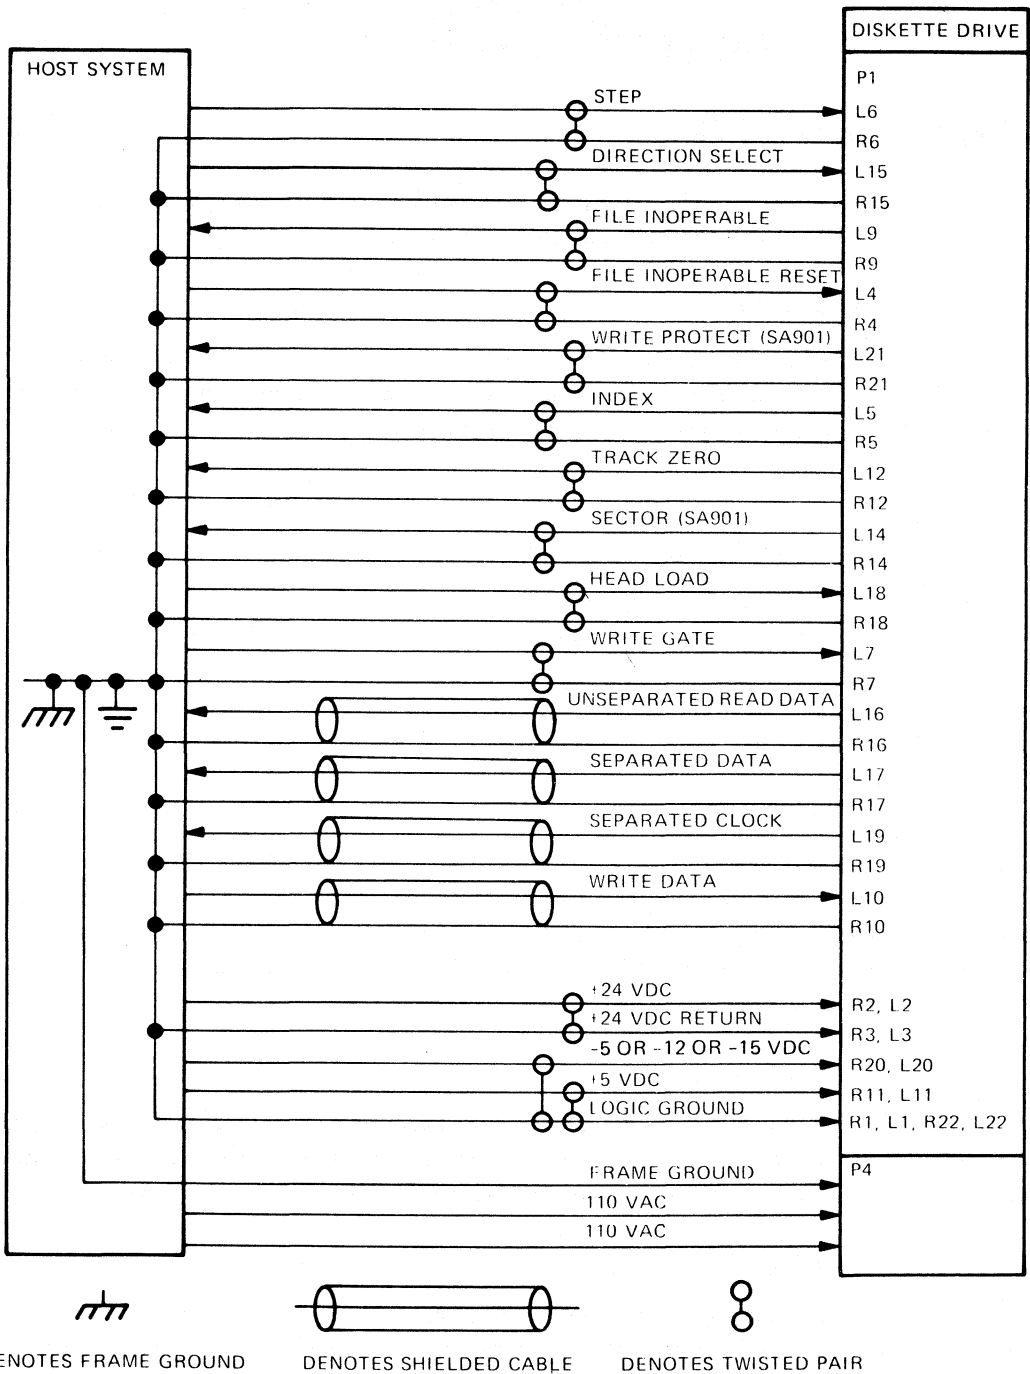 DISKETTE DRIVE
HOST SYSTEM
P1
STEP
L6
R6
DIRECTION SELECT
L15
R15
FILE INOPERABLE
L9
R9
FILE INOPERABLE RESET
L4
R4
WRITE PROTECT (SA901)
L21
R21
INDEX
L5
R5
TRACK ZERO
L12
R12
SECTOR (SA901)
L14
R14
HEAD LOAD
L18
R18
WRITE GATE
L7
R7
UNSEPARATED READ DATA
L16
R16
SEPARATED DATA
L17
R17
SEPARATED CLOCK
L19
R19
WRITE DATA
L10
R10
+24 VDC
R2, L2
+24 VDC RETURN
R3, L3
-5 OR -12 OR -15 VDC
R20, L20
+5 VDC
R11, L11
LOGIC GROUND
R1, L1, R22, L22
FRAME GROUND
P4
110 VAC
110 VAC
ENOTES FRAME GROUND
DENOTES SHIELDED CABLE
DENOTES TWISTED PAIR